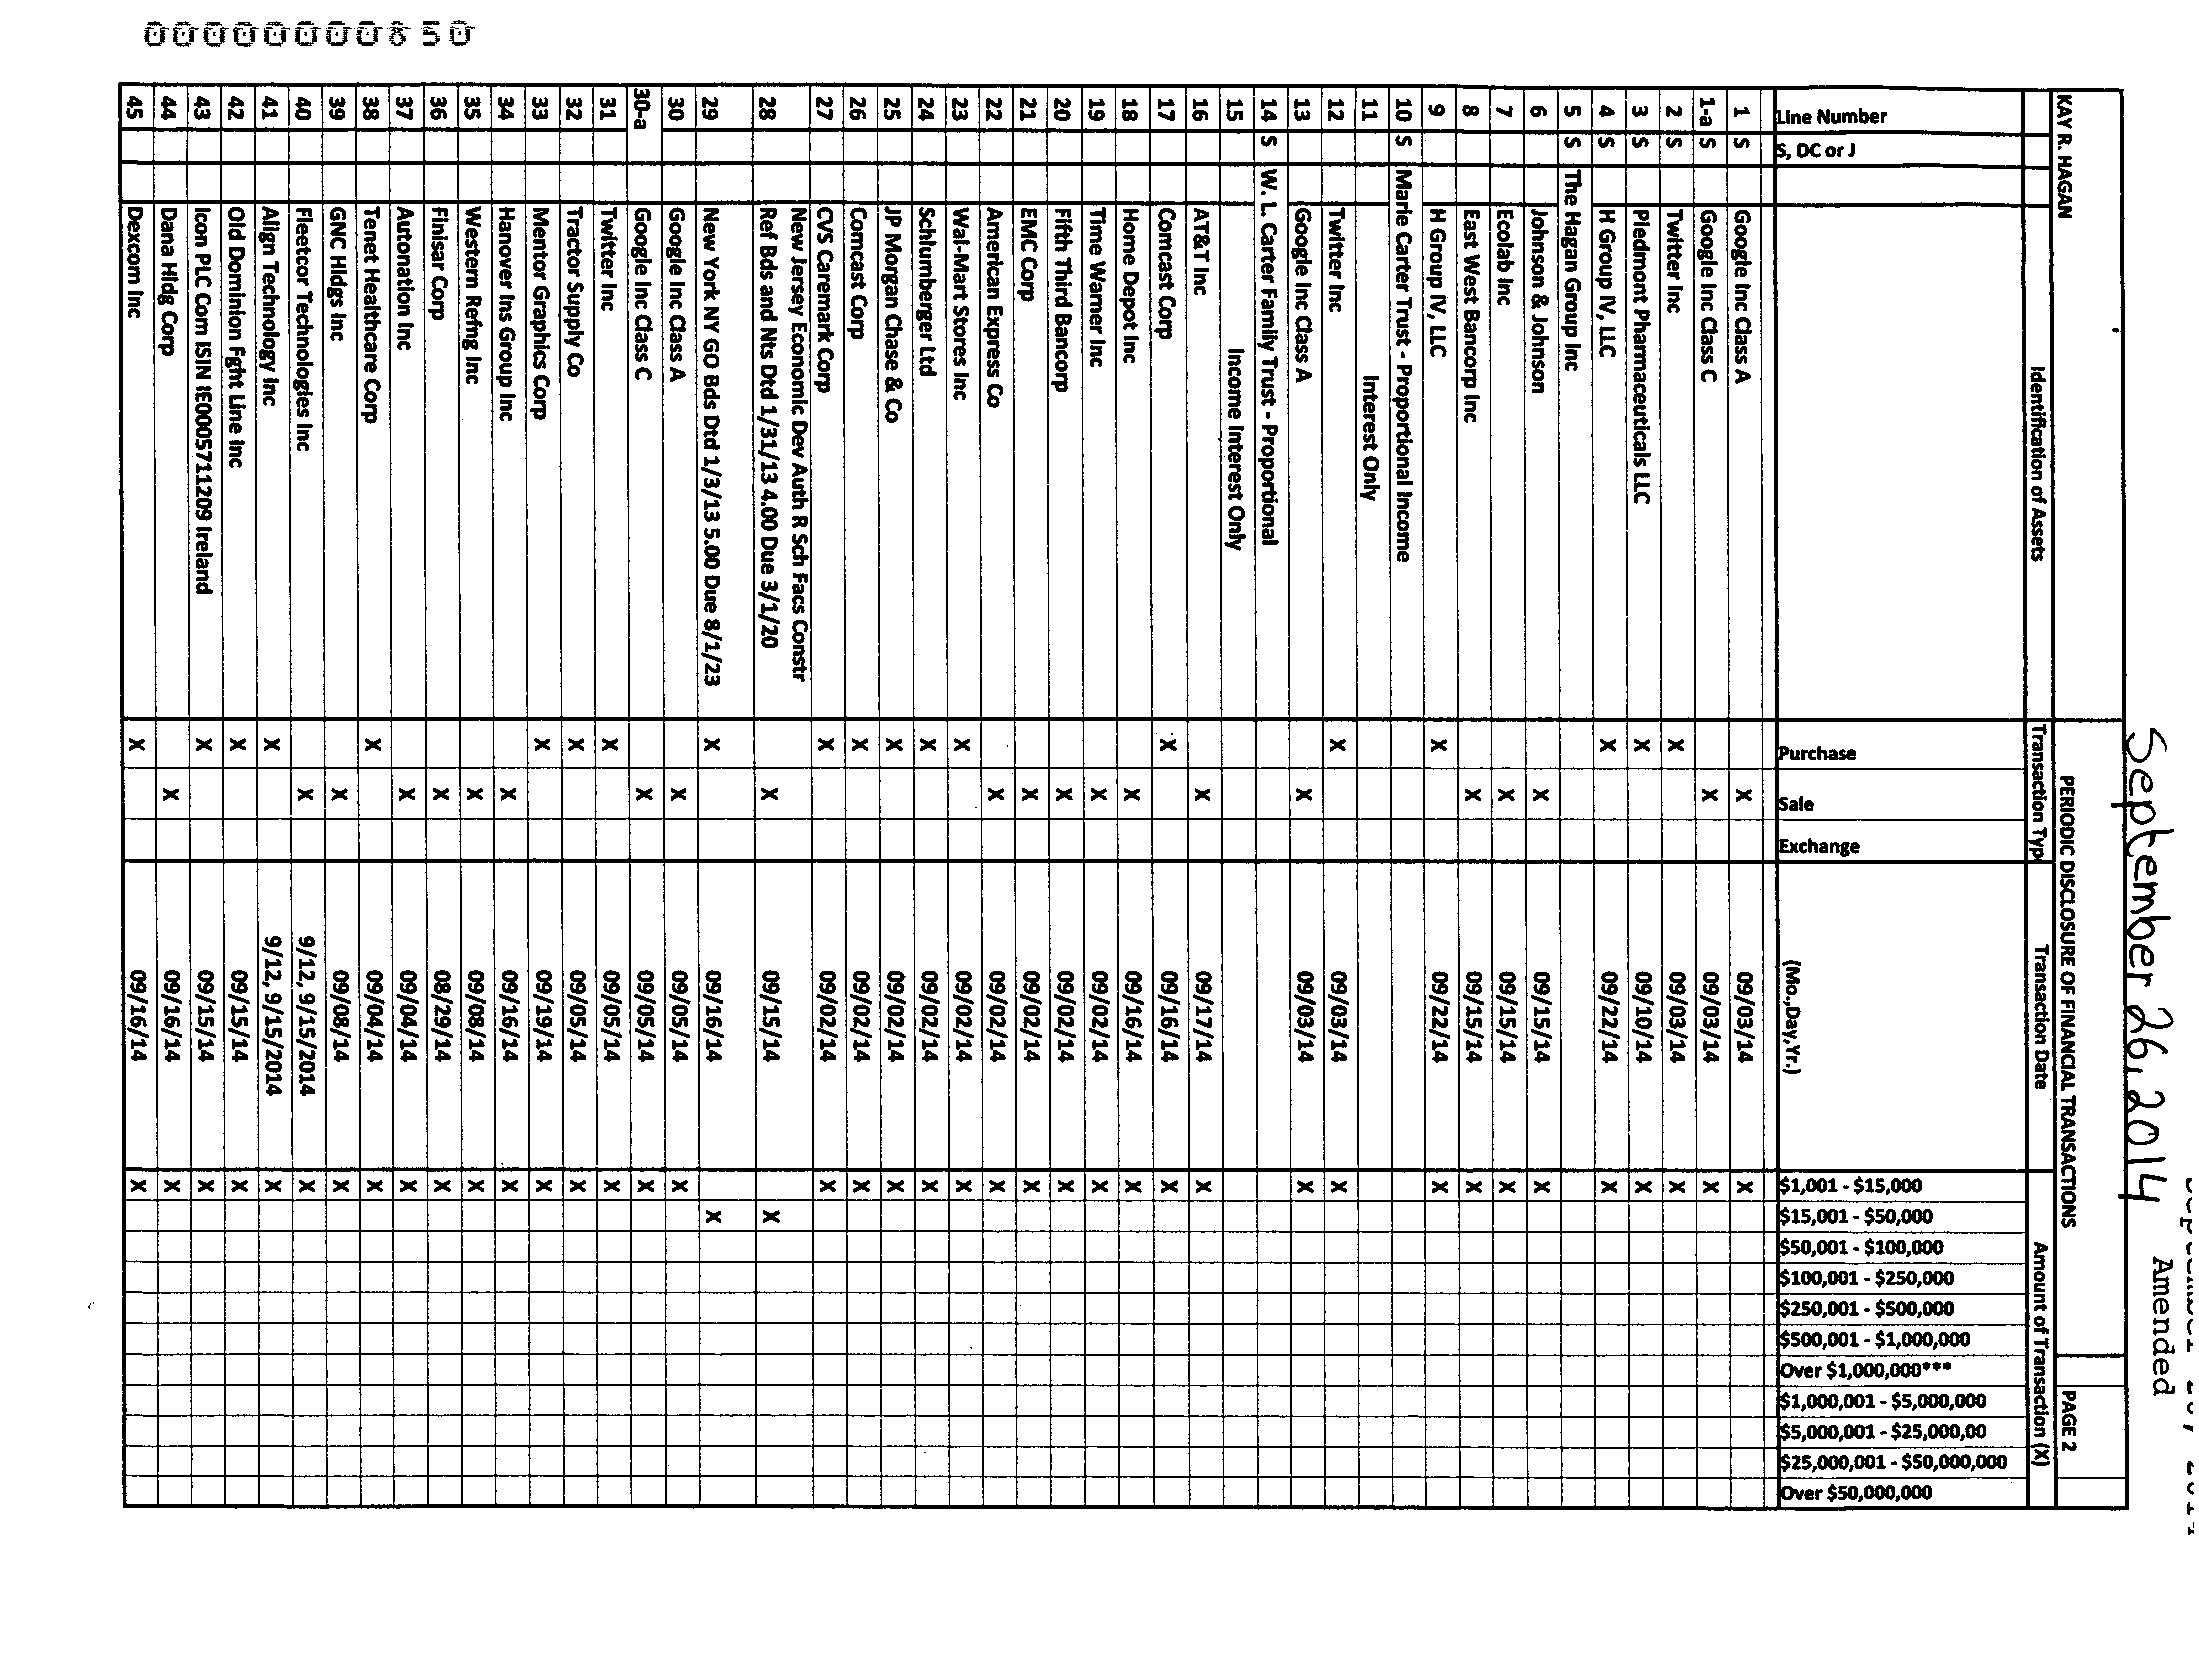 September 26, 2014
Amended
KAY R. HAGAN PERIODIC DISCLOSURE OF FINANCIAL TRANSACTIONS PAGE 2
Identification of Assets Transaction Typ Transaction Date Amount of Transaction (X)
Line Number S, DC or J Purchase Sale Exchange (Mo.,Day,Yr.) $1,001 - $15,000 $15,001 - $50,000 $50,001 - $100,000 $100,001 - $250,000 $250,001 - $500,000 $500,001 - $1,000,000 Over $1,000,000*** $1,000,001 - $5,000,000 $5,000,001 - $25,000,00 $25,000,001 - $50,000,000 Over $50,000,000
1 S Google Inc Class A X 09/03/14 X
1-a S Google Inc Class C X 09/03/14 X
2 S Twitter Inc X 09/03/14 X
3 S Piedmont Pharmaceuticals LLC X 09/10/14 X
4 S H Group IV, LLC X 09/22/14 X
5 S The Hagan Group Inc
6 Johnson & Johnson X 09/15/14 X
7 Ecolab Inc X 09/15/14 X
8 East West Bancorp Inc X 09/15/14 X
9 H Group IV, LLC X 09/22/14 X
10 S Marie Carter Trust - Proportional Income
11 Interest Only
12 Twitter Inc X 09/03/14 X
13 Google Inc Class A X 09/03/14 X
14 S W. L. Carter Family Trust - Proportional
15 Income Interest Only
16 AT&T Inc X 09/17/14 X
17 Comcast Corp X 09/16/14 X
18 Home Depot Inc X 09/16/14 X
19 Time Warner Inc X 09/02/14 X
20 Fifth Third Bancorp X 09/02/14 X
21 EMC Corp X 09/02/14 X
22 American Express Co X 09/02/14 X
23 Wal-Mart Stores Inc X 09/02/14 X
24 Schlumberger Ltd X 09/02/14 X
25 JP Morgan Chase & Co X 09/02/14 X
26 Comcast Corp X 09/02/14 X
27 CVS Caremark Corp X 09/02/14 X
New Jersey Economic Dev Auth R Sch Facs Constr
28 Ref Bds and Nts Dtd 1/31/13 4.00 Due 3/1/20 X 09/15/14 X
29 New York NY GO Bds Dtd 1/3/13 5.00 Due 8/1/23 X 09/16/14 X
30 Google Inc Class A X 09/05/14 X
30-a Google Inc Class C X 09/05/14 X
31 Twitter Inc X 09/05/14 X
32 Tractor Supply Co X 09/05/14 X
33 Mentor Graphics Corp X 09/19/14 X
34 Hanover Ins Group Inc X 09/16/14 X
35 Western Refng Inc X 09/08/14 X
36 Finisar Corp X 08/29/14 X
37 Autonation Inc X 09/04/14 X
38 Tenet Healthcare Corp X 09/04/14 X
39 GNC Hldgs Inc X 09/08/14 X
40 Fleetcor Technologies Inc X 9/12, 9/15/2014 X
41 Align Technology Inc X 9/12, 9/15/2014 X
42 Old Dominion Fght Line Inc X 09/15/14 X
43 Icon PLC Com ISIN IE0005711209 Ireland X 09/15/14 X
44 Dana Hldg Corp X 09/16/14 X
45 Dexcom Inc X 09/16/14 X
0000000850